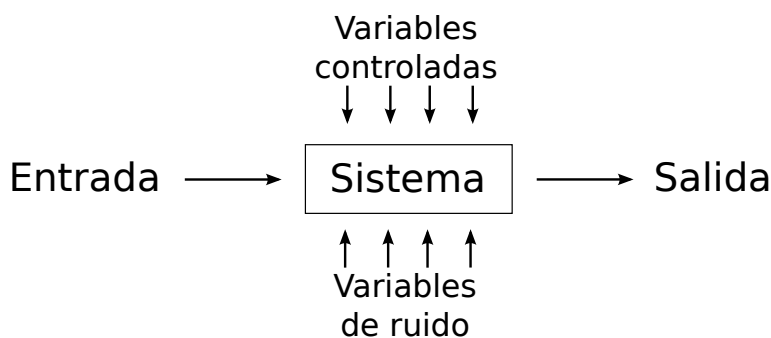 Variables
controladas
Entrada
Sistema
Salida
Variables
de ruido